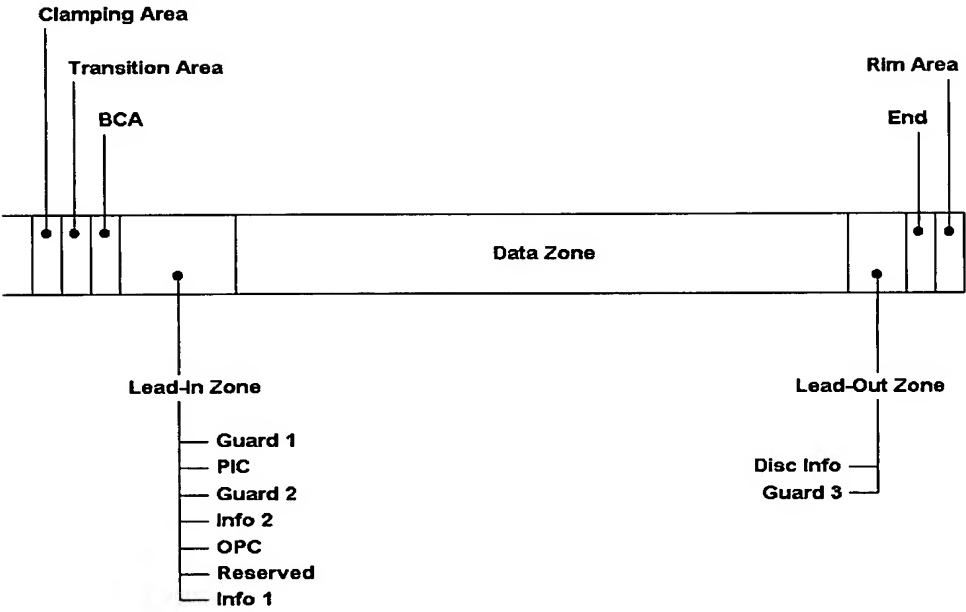 Clamping Area
Transition Area
Rim Area
BCA
End
Data Zone
Lead-In Zone
Lead-Out Zone
Guard 1
PIC
Disc Info
Guard 2
Guard 3
Info 2
OPC
Reserved
Info 1